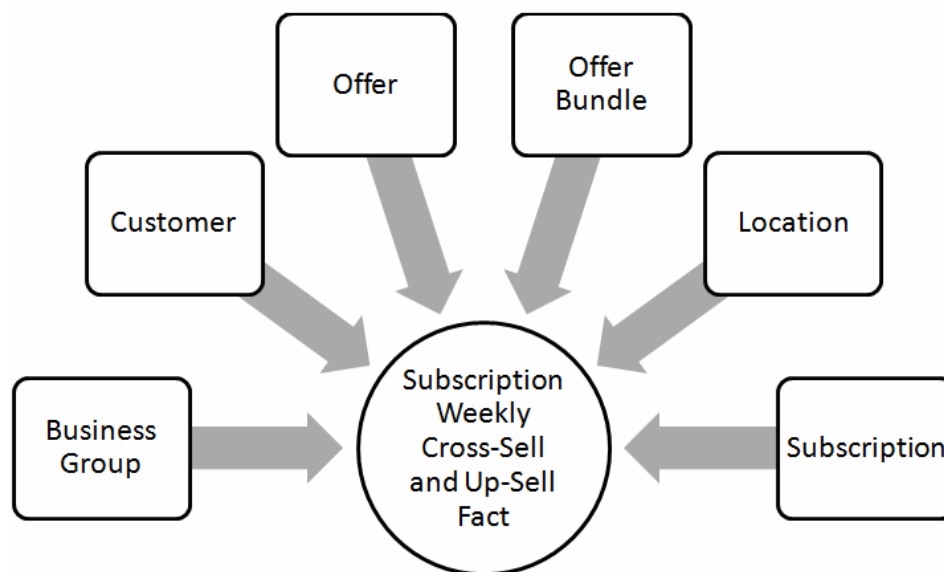 Offer
Offer
Bundle
Customer
Location
Business
Group
Subscription
Weekly
Cross-Sell
and Up-Sell
Fact
Subscription